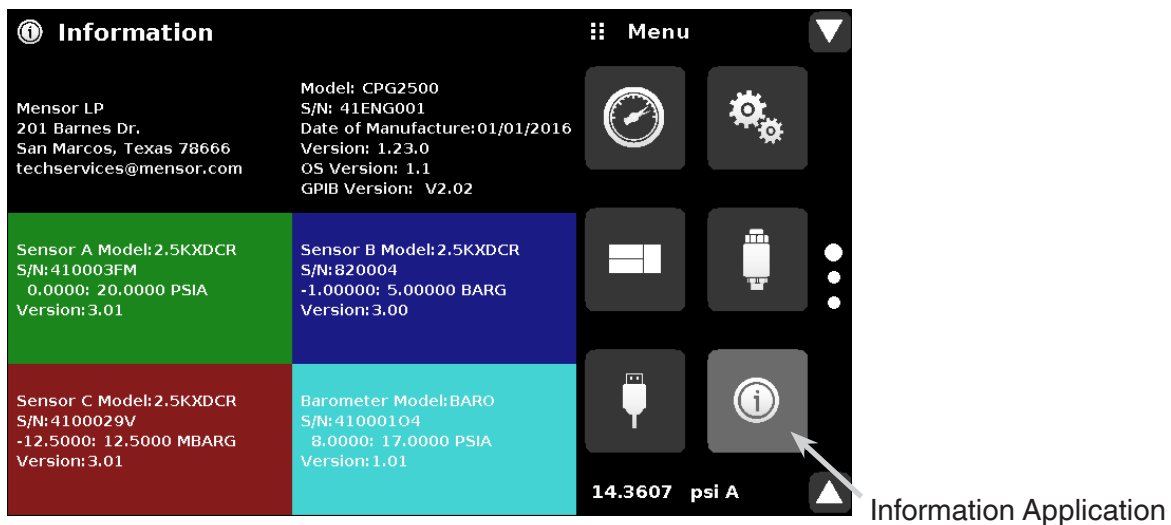 Information
Menu
Mensor LP
201 Barnes Dr.
San Marcos, Texas 78666
techservices@mensor.com
Model: CPG2500
S/N: 41ENG001
Date of Manufacture:01/01/2016
Version: 1.23.0
OS Version: 1.1
GPIB Version: V2.02
Sensor A Model:2.5KXDCR
S/N:410003FM
0.0000: 20.0000 PSIA
Version:3.01
Sensor B Model:2.5KXDCR
S/N:820004
-1.00000: 5.00000 BARG
Version:3.00
Sensor C Model:2.5KXDCR
S/N:4100029V
-12.5000: 12.5000 MBARG
Version:3.01
Barometer Model:BARO
S/N:410001O4
8.0000: 17.0000 PSIA
Version:1.01
14.3607 psi A
Information Application